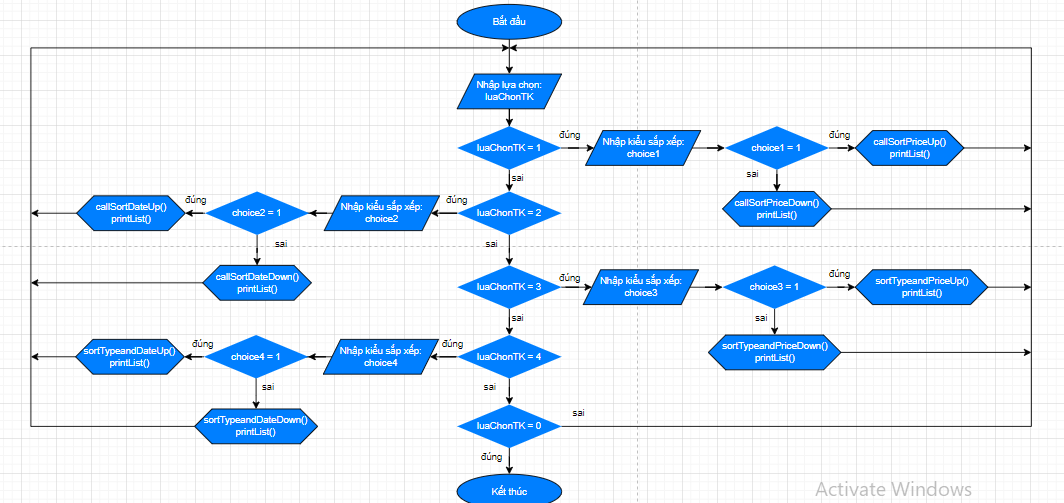 Bắt đầu
Nhập lựa chọn:
luaChonTK
luaChonTK = 1
đúng
Nhập kiểu sắp xếp:
choice1
choice1 = 1
đúng
callSortPriceUp()
printList()
sai
sai
callSortPriceDown()
printList()
callSortDateUp()
printList()
đúng
choice2 = 1
Nhập kiểu sắp xếp:
choice2
đúng
luaChonTK = 2
sai
sai
callSortDateDown()
printList()
luaChonTK = 3
đúng
Nhập kiểu sắp xếp:
choice3
choice3 = 1
đúng
sortTypeandPriceUp()
printList()
sai
sai
sortTypeandPriceDown()
printList()
sortTypeandDateUp()
printList()
đúng
choice4 = 1
Nhập kiểu sắp xếp:
choice4
đúng
luaChonTK = 4
sai
sai
sortTypeandDateDown()
printList()
luaChonTK = 0
sai
đúng
Kết thúc
Activate Windows